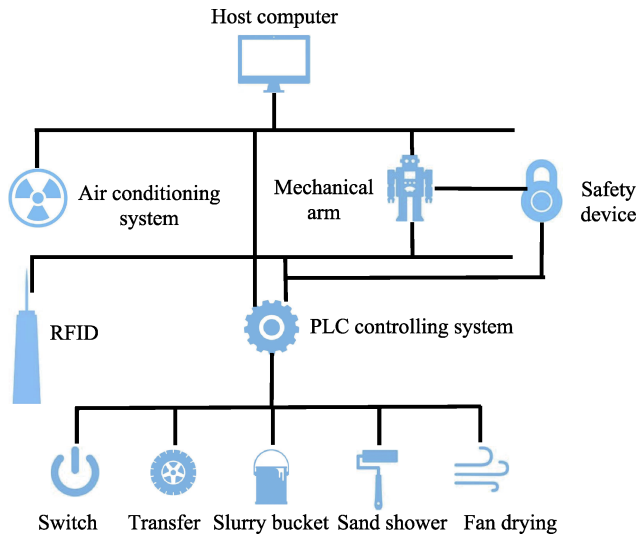 Host computer
Air conditioning
system
Mechanical
arm
Safety
device
RFID
PLC controlling system
Switch
Transfer
Slurry bucket
Sand shower
Fan drying